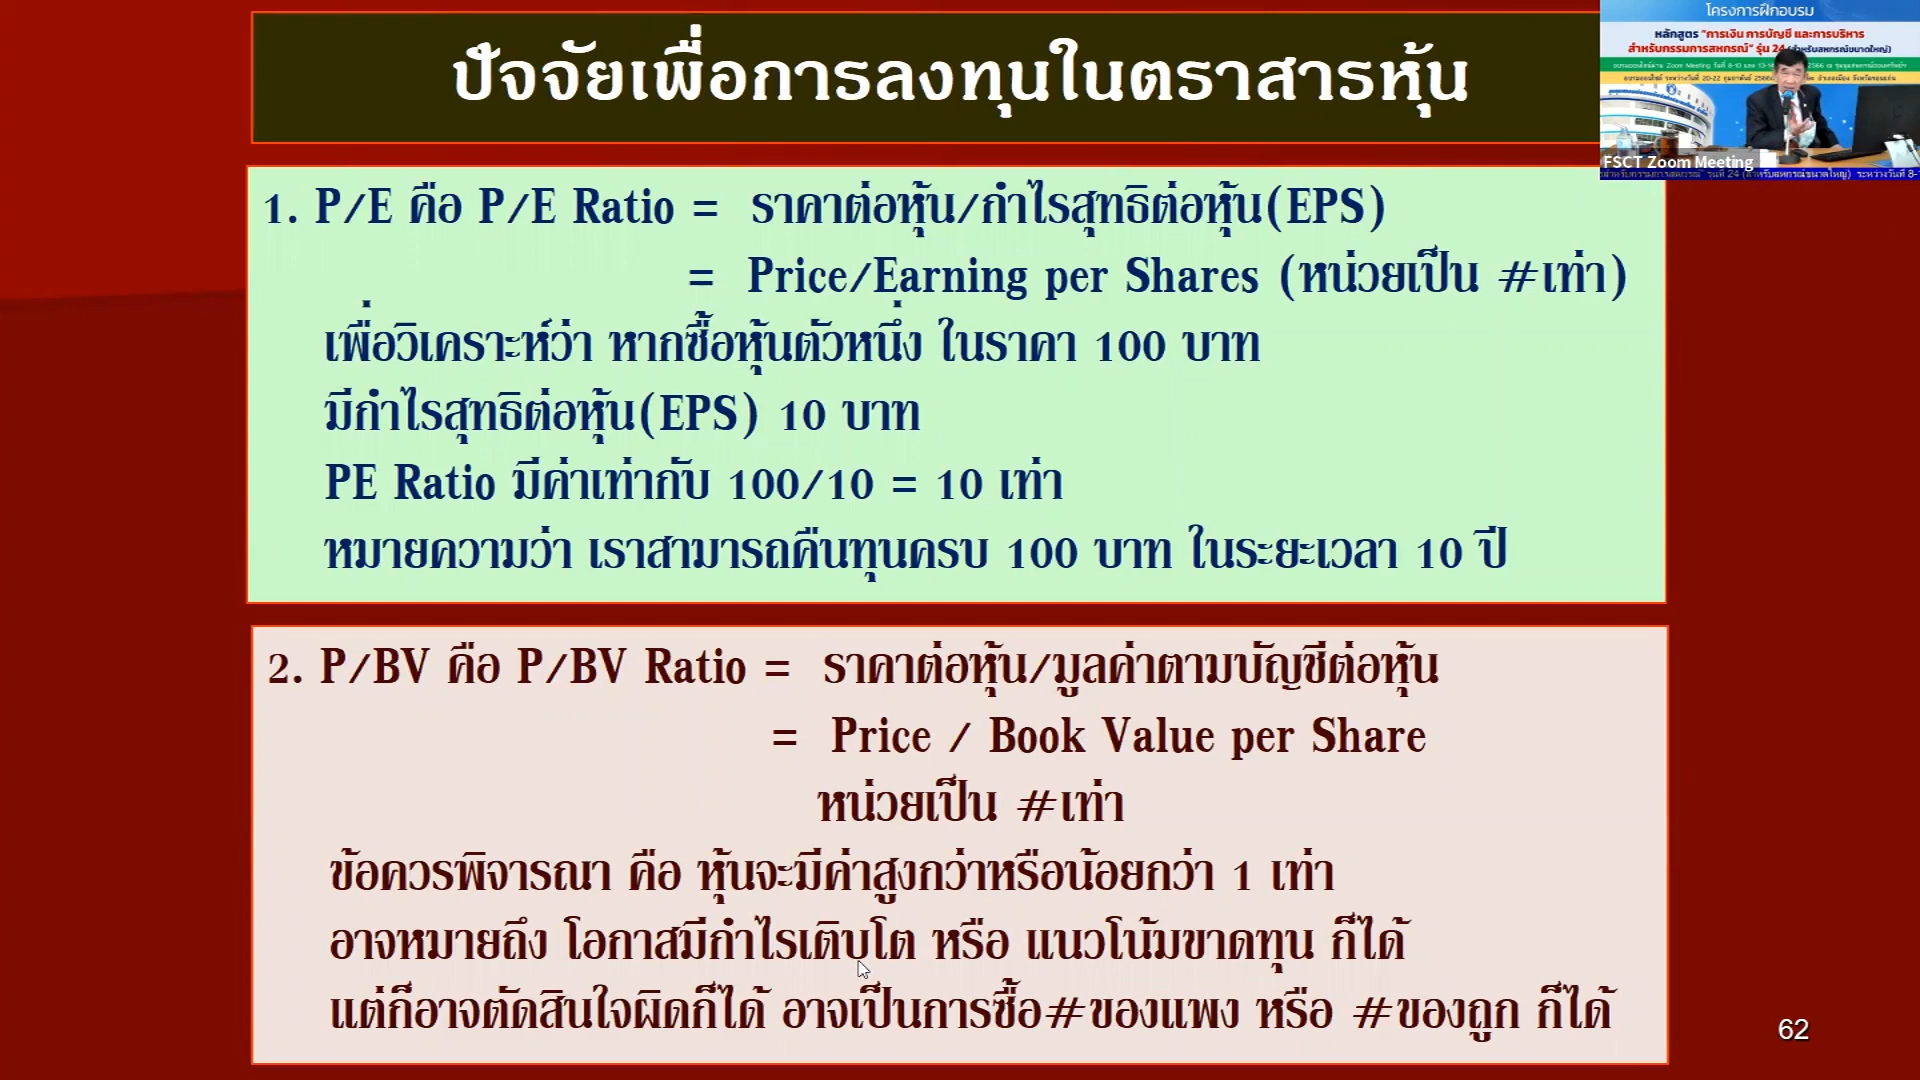 ปัจจัยเพื่อการลงทุนในตราสารหุ้น
โครงการฝึกอบรม
หลักสูตร "การเงิน การบัญชี และการบริหาร
สำหรับกรรมการสหกรณ์" รุ่น 24
FSCT Zoom Meeting
1. P/E คือ P/E Ratio = ราคาต่อหุ้น/กำไรสุทธิต่อหุ้น(EPS)
= Price/Earning per Shares (หน่วยเป็น #เท่า)
เพื่อวิเคราะห์ว่า หากซื้อหุ้นตัวหนึ่ง ในราคา 100 บาท
มีกำไรสุทธิต่อหุ้น(EPS) 10 บาท
PE Ratio มีค่าเท่ากับ 100/10 = 10 เท่า
หมายความว่า เราสามารถคืนทุนครบ 100 บาท ในระยะเวลา 10 ปี
2. P/BV คือ P/BV Ratio = ราคาต่อหุ้น/มูลค่าตามบัญชีต่อหุ้น
= Price / Book Value per Share
หน่วยเป็น #เท่า
ข้อควรพิจารณา คือ หุ้นจะมีค่าสูงกว่าหรือน้อยกว่า 1 เท่า
อาจหมายถึง โอกาสมีกำไรเติบโต หรือ แนวโน้มขาดทุน ก็ได้
แต่ก็อาจตัดสินใจผิดก็ได้ อาจเป็นการซื้อ#ของแพง หรือ #ของถูก ก็ได้
62